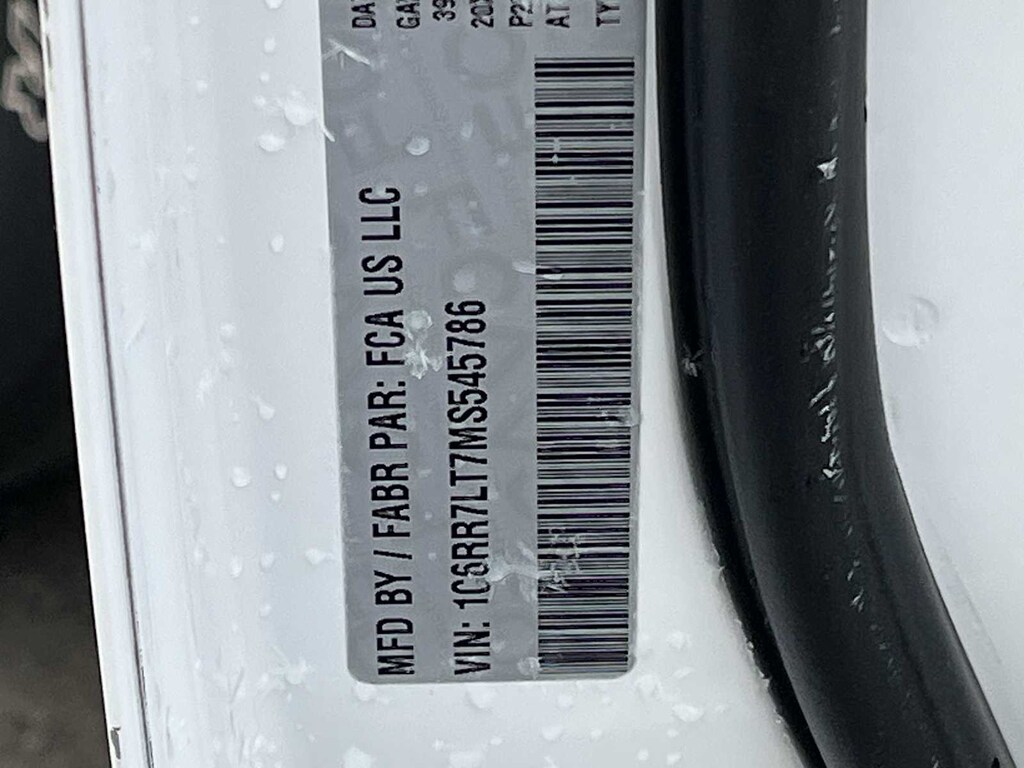 MFD BY / FABR PAR: FCA US LLC
VIN: 1C6RR7LT7MS545786